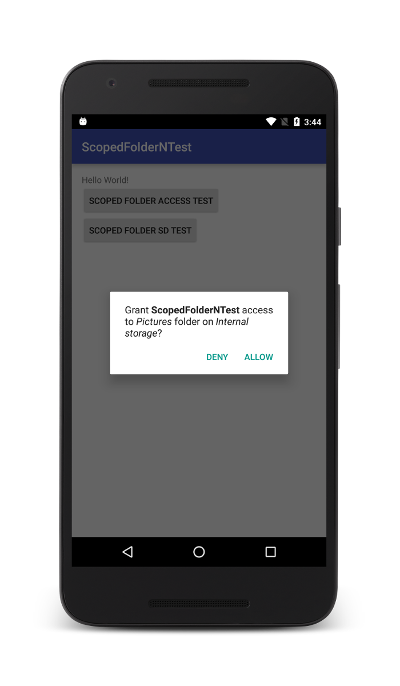 3:44
ScopedFolderNTest
Hello World!
SCOPED FOLDER ACCESS TEST
SCOPED FOLDER SD TEST
Grant ScopedFolderNTest access
to Pictures folder on Internal
storage?
DENY ALLOW